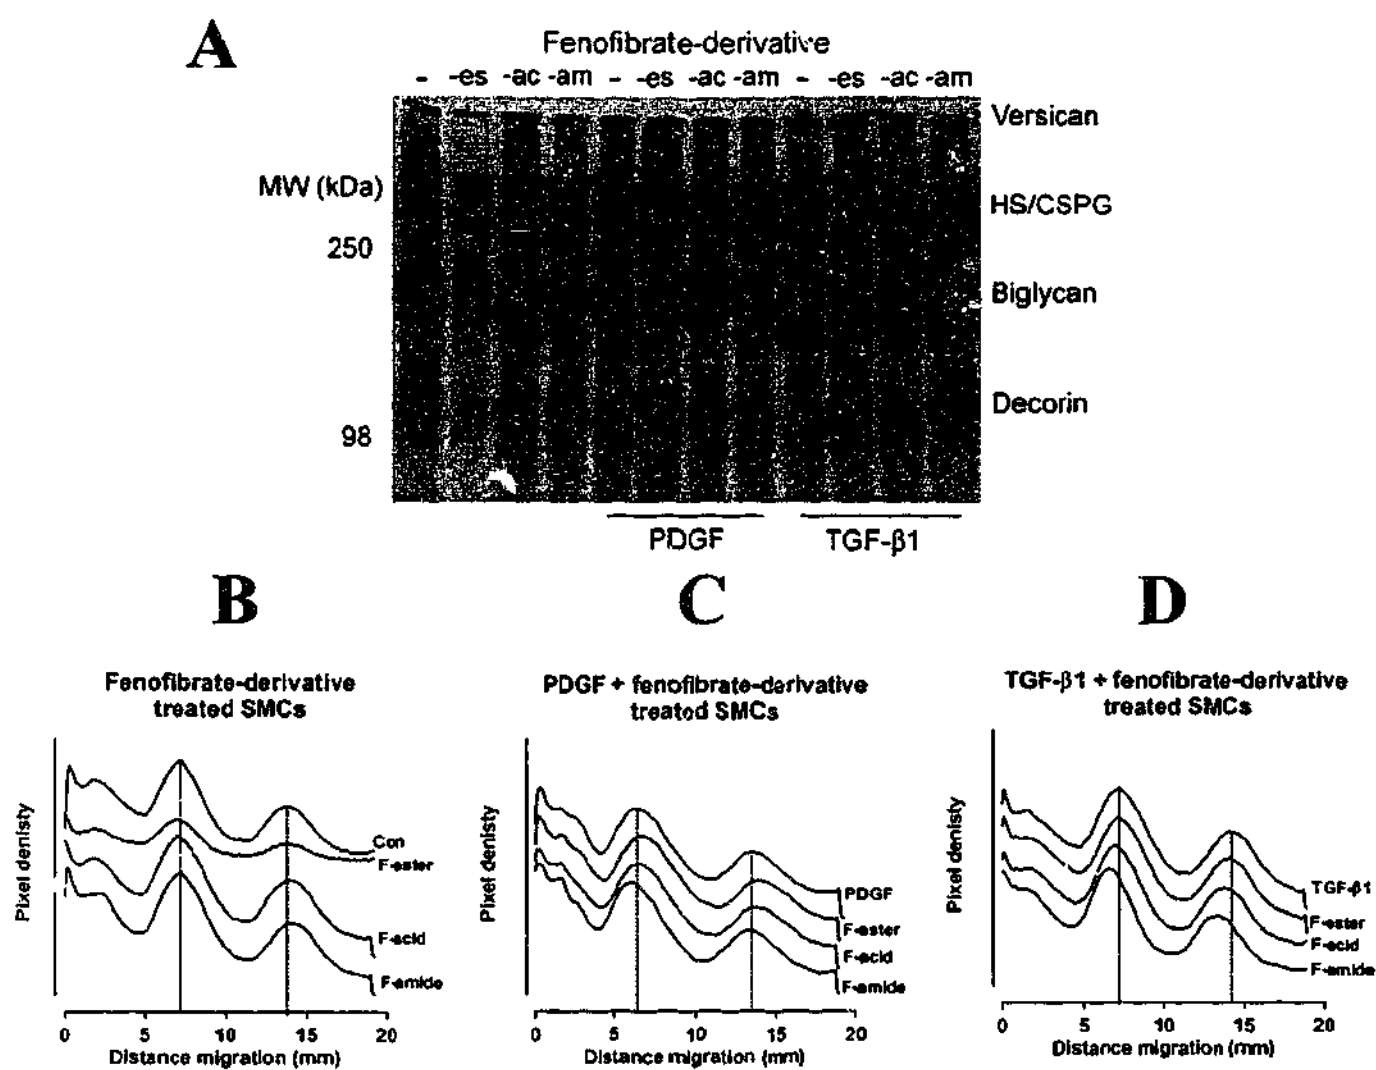 A
Fenofibrate-derivative
- -es -ac -am - -es -ac -am - -es -ac -am
Versican
MW (kDa)
HS/CSPG
250
Biglycan
Decorin
98
PDGF TGF-β1
B C D
Fenofibrate-derivative
treated SMCs
PDGF + fenofibrate-derivative
treated SMCs
TGF-β1 + fenofibrate-derivative
treated SMCs
Pixel denisty
Con
F-ester
F-acid
F-amide
0 5 10 15 20
Distance migration (mm)
Pixel denisty
PDGF
F-ester
F-acid
F-amide
0 5 10 15 20
Distance migration (mm)
Pixel denisty
TGF-β1
F-ester
F-acid
F-amide
0 5 10 15 20
Distance migration (mm)